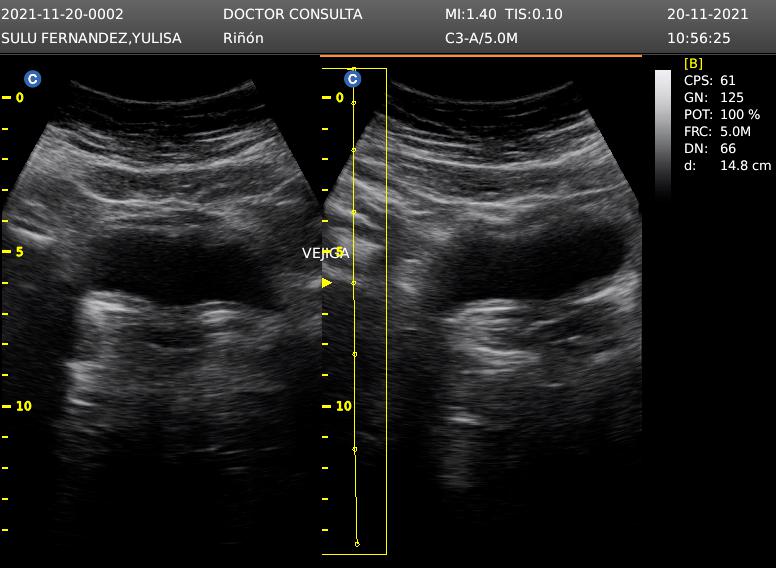 2021-11-20-0002 DOCTOR CONSULTA MI:1.40 TIS:0.10 20-11-2021
SULU FERNANDEZ,YULISA Riñón C3-A/5.0M 10:56:25
[B]
CPS: 61
GN: 125
POT: 100 %
FRC: 5.0M
DN: 66
d: 14.8 cm
C
C
0
0
VEJIGA
5
5
10
10